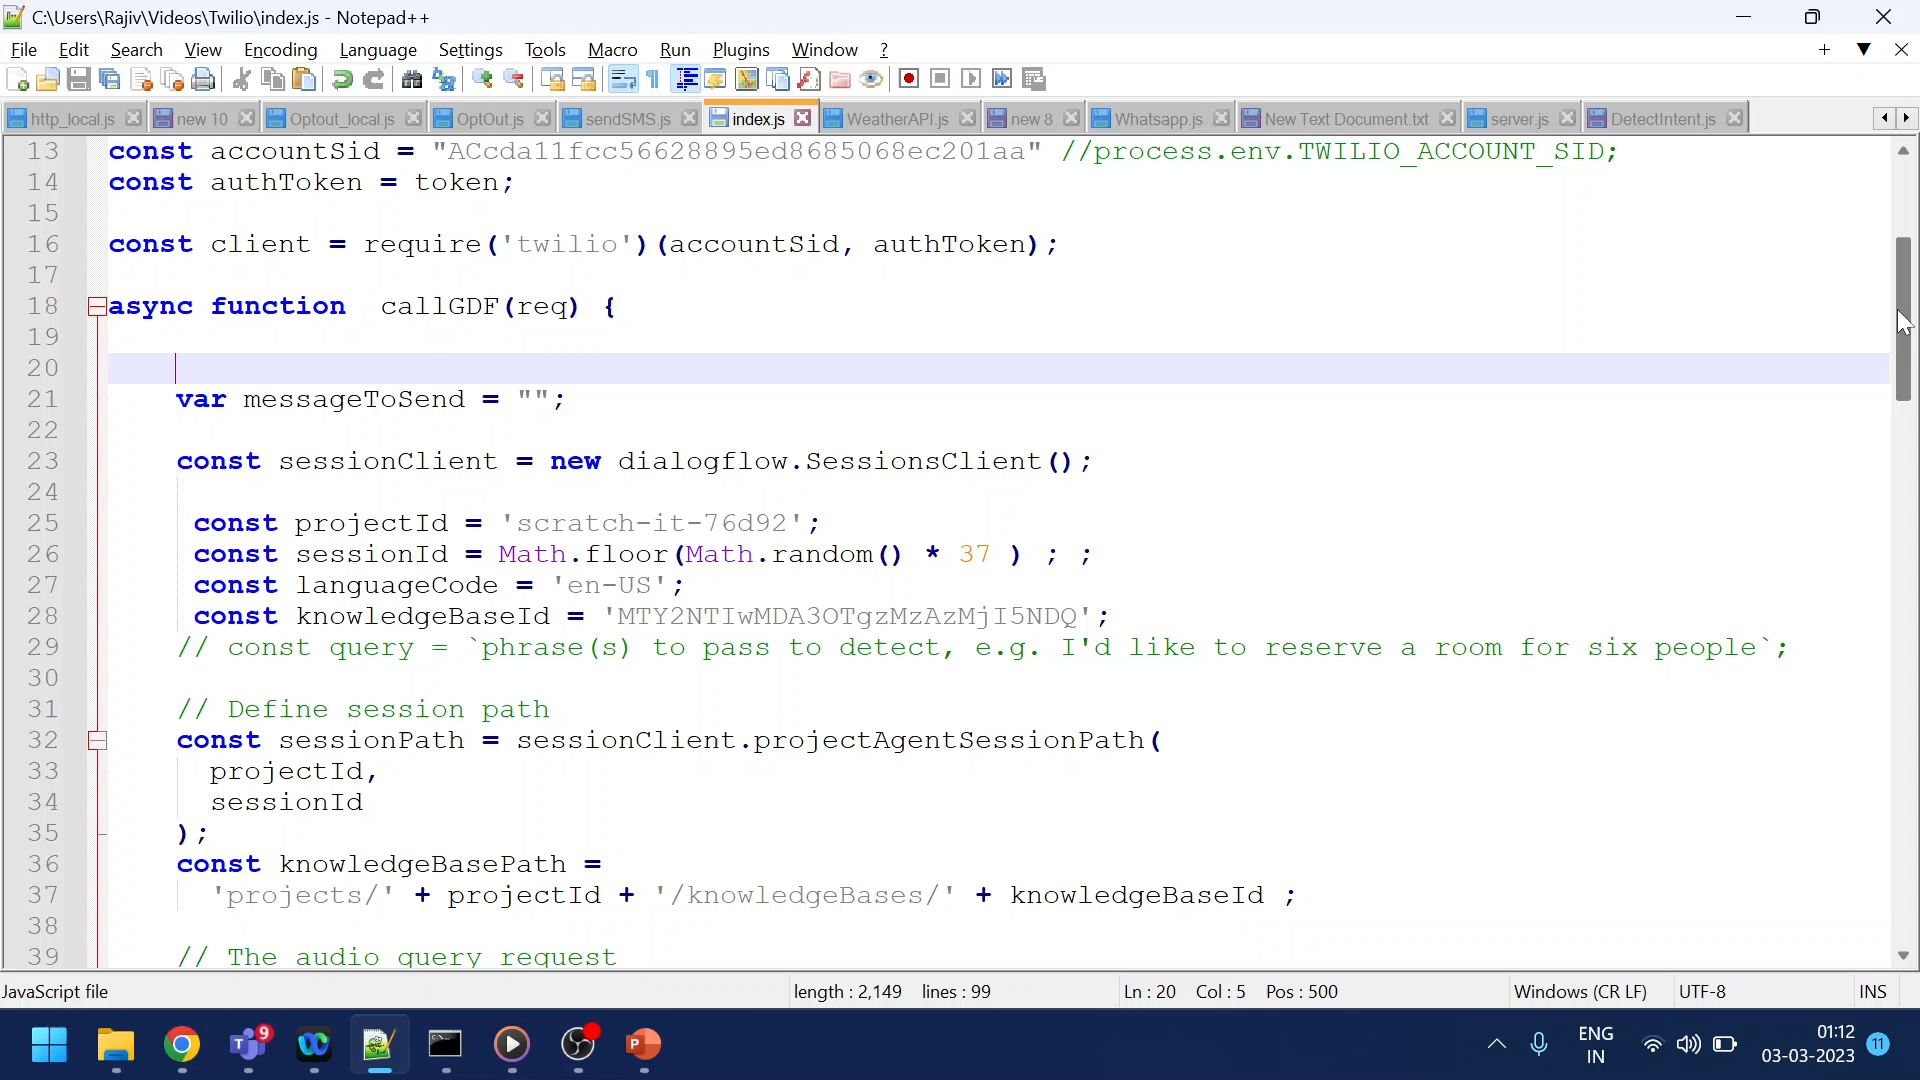 C:\Users\Rajiv\Videos\Twilio\index.js - Notepad++
File Edit Search View Encoding Language Settings Tools Macro Run Plugins Window ?
http_local.js new 10 Optout_local.js OptOut.js sendSMS.js index.js WeatherAPI.js new 8 Whatsapp.js New Text Document.txt server.js DetectIntent.js
13 const accountSid = "ACcda11fcc56628895ed8685068ec201aa" //process.env.TWILIO_ACCOUNT_SID;
14 const authToken = token;
15
16 const client = require('twilio')(accountSid, authToken);
17
18 async function callGDF(req) {
19
20
21 var messageToSend = "";
22
23 const sessionClient = new dialogflow.SessionsClient();
24
25 const projectId = 'scratch-it-76d92';
26 const sessionId = Math.floor(Math.random() * 37 ) ; ;
27 const languageCode = 'en-US';
28 const knowledgeBaseId = 'MTY2NTIwMDA3OTgzMzAzMjI5NDQ';
29 // const query = `phrase(s) to pass to detect, e.g. I'd like to reserve a room for six people`;
30
31 // Define session path
32 const sessionPath = sessionClient.projectAgentSessionPath(
33 projectId,
34 sessionId
35 );
36 const knowledgeBasePath =
37 'projects/' + projectId + '/knowledgeBases/' + knowledgeBaseId ;
38
39 // The audio query request
JavaScript file length : 2,149 lines : 99 Ln : 20 Col : 5 Pos : 500 Windows (CR LF) UTF-8 INS
9
ENG
IN
01:12
03-03-2023
11